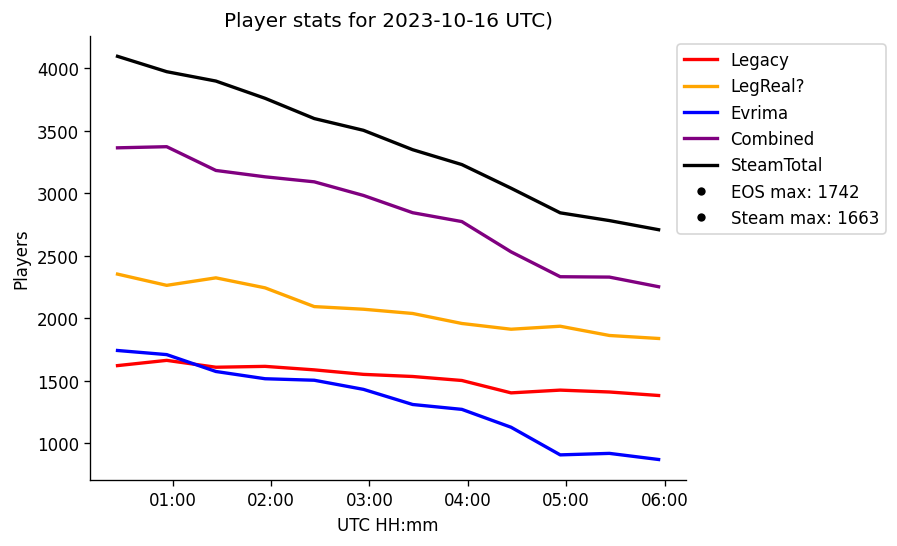 Player stats for 2023-10-16 UTC)
Legacy
LegReal?
Evrima
Combined
SteamTotal
EOS max: 1742
Steam max: 1663
Players
4000
3500
3000
2500
2000
1500
1000
01:00 02:00 03:00 04:00 05:00 06:00
UTC HH:mm